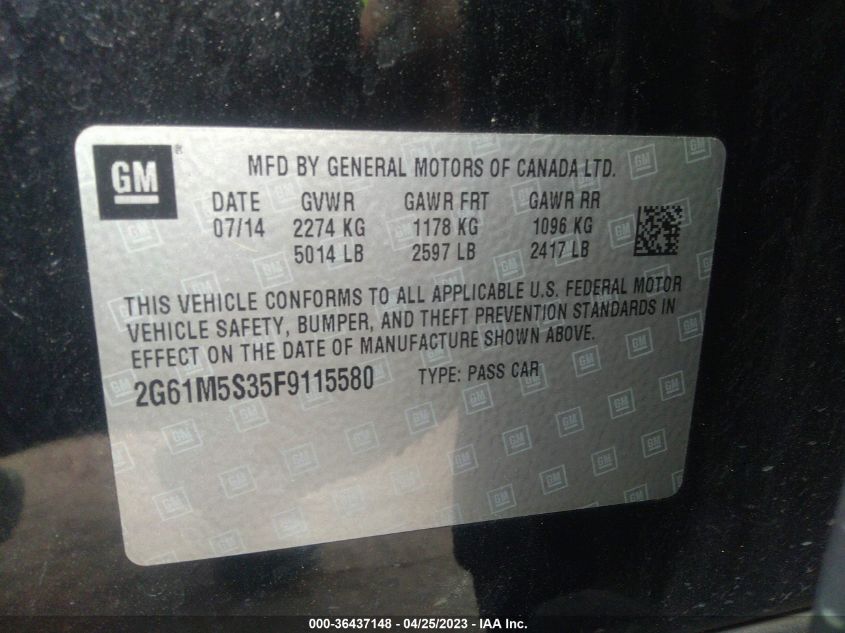 GM
MFD BY GENERAL MOTORS OF CANADA LTD.
DATE GVWR GAWR FRT GAWR RR
07/14 2274 KG 1178 KG 1096 KG
5014 LB 2597 LB 2417 LB
THIS VEHICLE CONFORMS TO ALL APPLICABLE U.S. FEDERAL MOTOR
VEHICLE SAFETY, BUMPER, AND THEFT PREVENTION STANDARDS IN
EFFECT ON THE DATE OF MANUFACTURE SHOWN ABOVE.
2G61M5S35F9115580 TYPE: PASS CAR
000-36437148 - 04/25/2023 - IAA Inc.